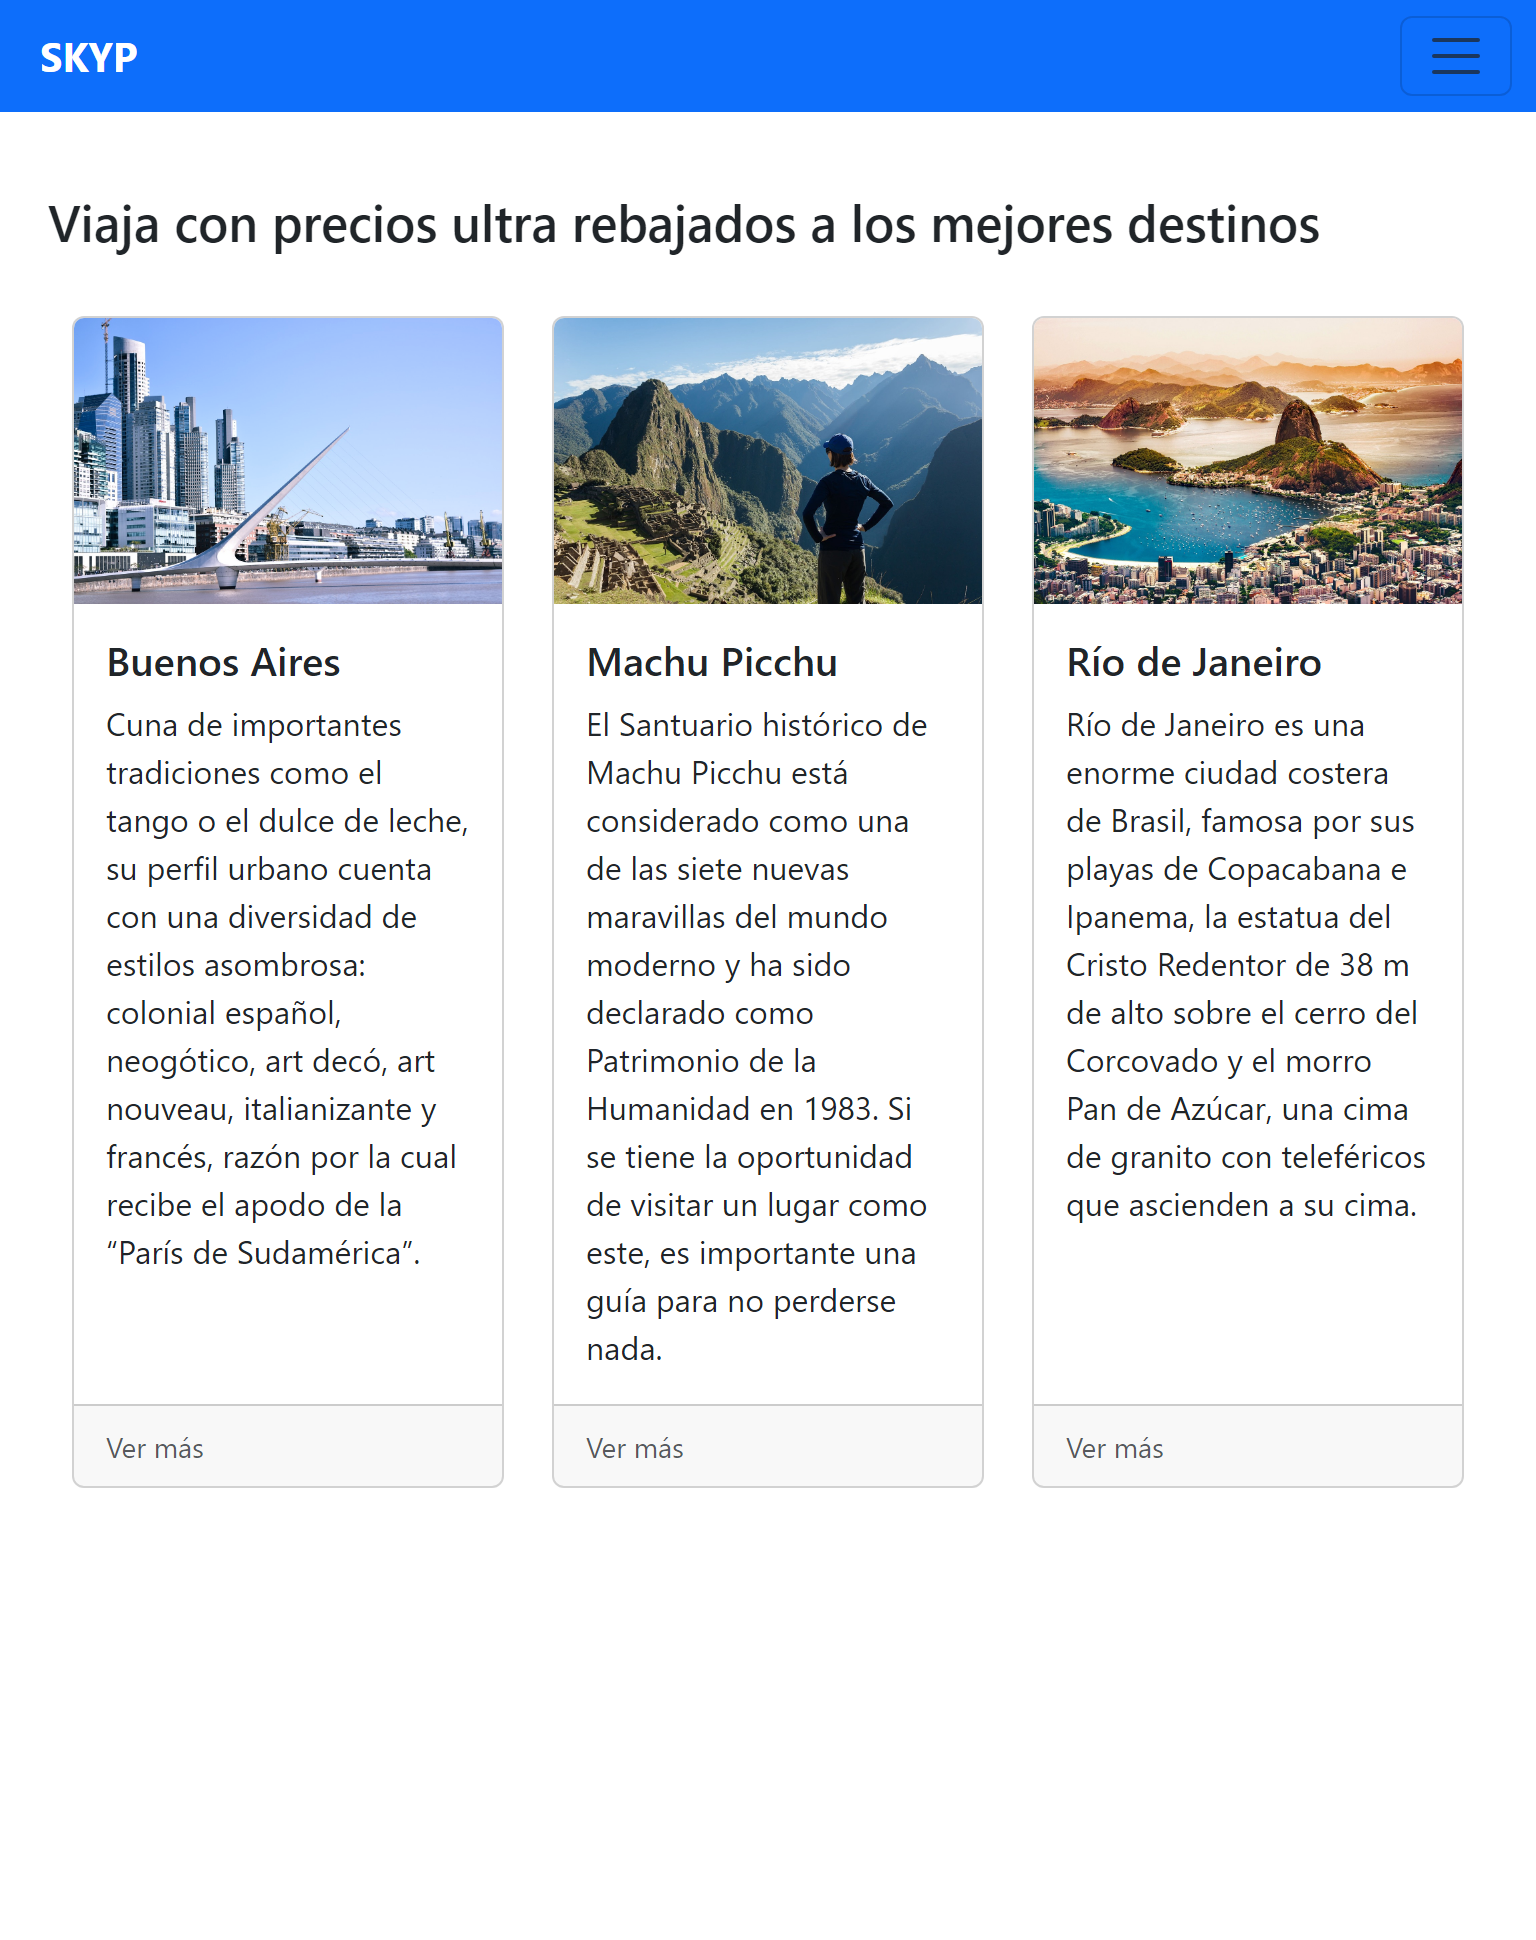 SKYP
Viaja con precios ultra rebajados a los mejores destinos
Buenos Aires
Cuna de importantes
tradiciones como el
tango o el dulce de leche,
su perfil urbano cuenta
con una diversidad de
estilos asombrosa:
colonial español,
neogótico, art decó, art
nouveau, italianizante y
francés, razón por la cual
recibe el apodo de la
“París de Sudamérica”.
Ver más
Machu Picchu
El Santuario histórico de
Machu Picchu está
considerado como una
de las siete nuevas
maravillas del mundo
moderno y ha sido
declarado como
Patrimonio de la
Humanidad en 1983. Si
se tiene la oportunidad
de visitar un lugar como
este, es importante una
guía para no perderse
nada.
Ver más
Río de Janeiro
Río de Janeiro es una
enorme ciudad costera
de Brasil, famosa por sus
playas de Copacabana e
Ipanema, la estatua del
Cristo Redentor de 38 m
de alto sobre el cerro del
Corcovado y el morro
Pan de Azúcar, una cima
de granito con teleféricos
que ascienden a su cima.
Ver más